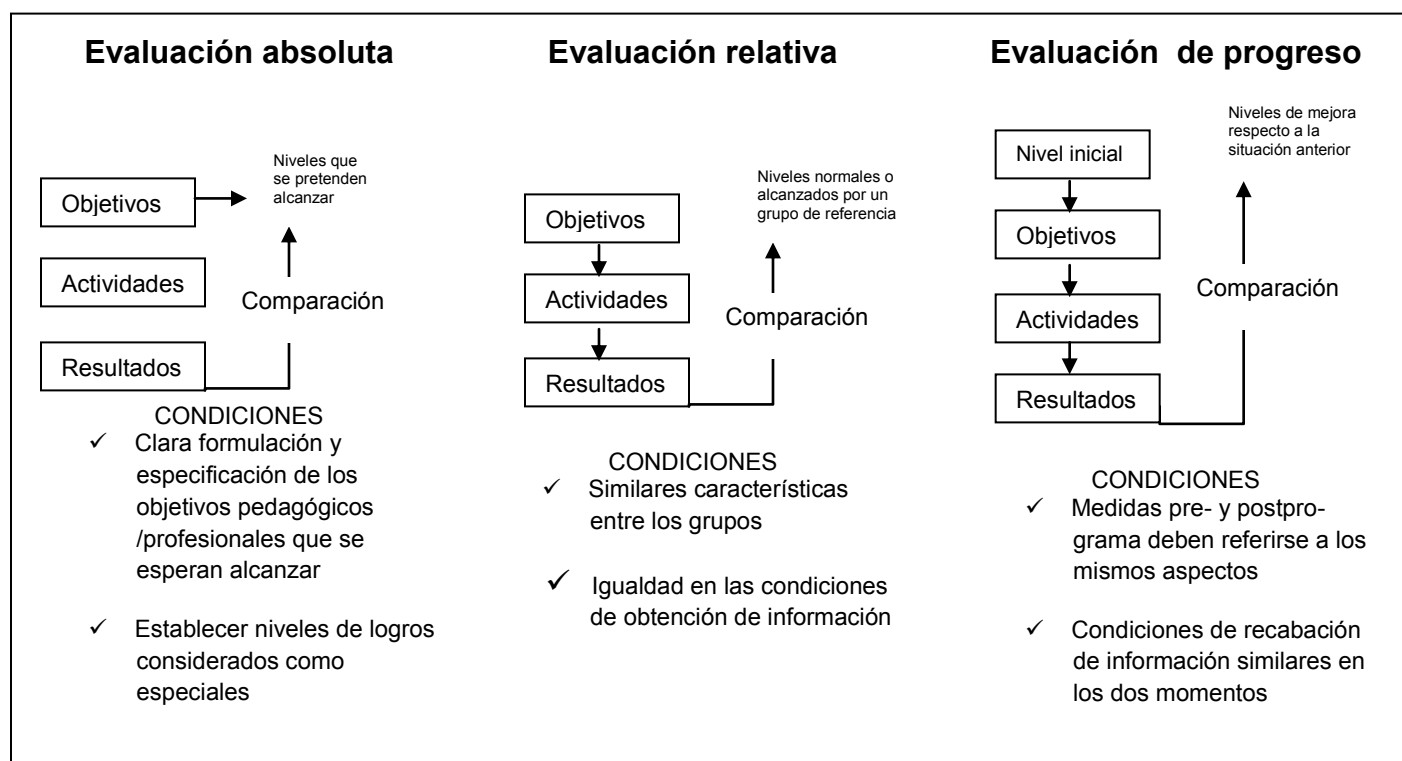 Evaluación absoluta
Niveles que
se pretenden
alcanzar
Objetivos
Actividades
Comparación
Resultados
CONDICIONES
✓ Clara formulación y
especificación de los
objetivos pedagógicos
/profesionales que se
esperan alcanzar
✓ Establecer niveles de logros
considerados como
especiales
Evaluación relativa
Niveles normales o
alcanzados por un
grupo de referencia
Objetivos
Actividades
Comparación
Resultados
CONDICIONES
✓ Similares características
entre los grupos
✓ Igualdad en las condiciones
de obtención de información
Evaluación de progreso
Niveles de mejora
respecto a la
situación anterior
Nivel inicial
Objetivos
Comparación
Actividades
Resultados
CONDICIONES
✓ Medidas pre- y postpro-
grama deben referirse a los
mismos aspectos
✓ Condiciones de recabación
de información similares en
los dos momentos